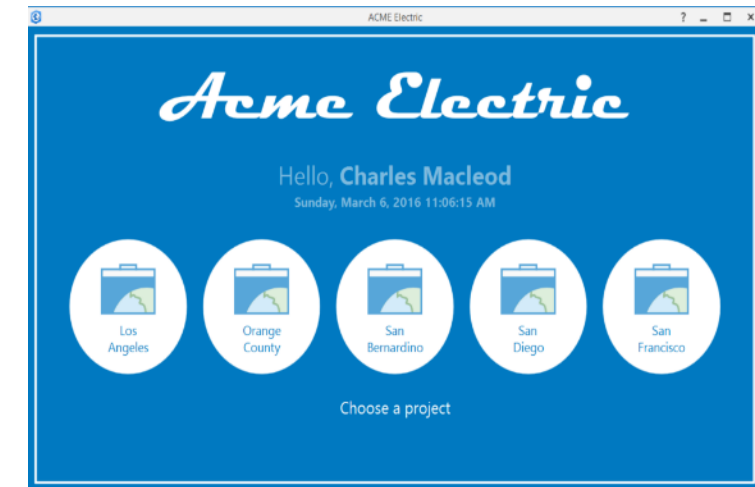 ACME Electric
Acme Electric
Hello, Charles Macleod
Sunday, March 6, 2016 11:06:15 AM
Los
Angeles
Orange
County
San
Bernardino
San
Diego
San
Francisco
Choose a project